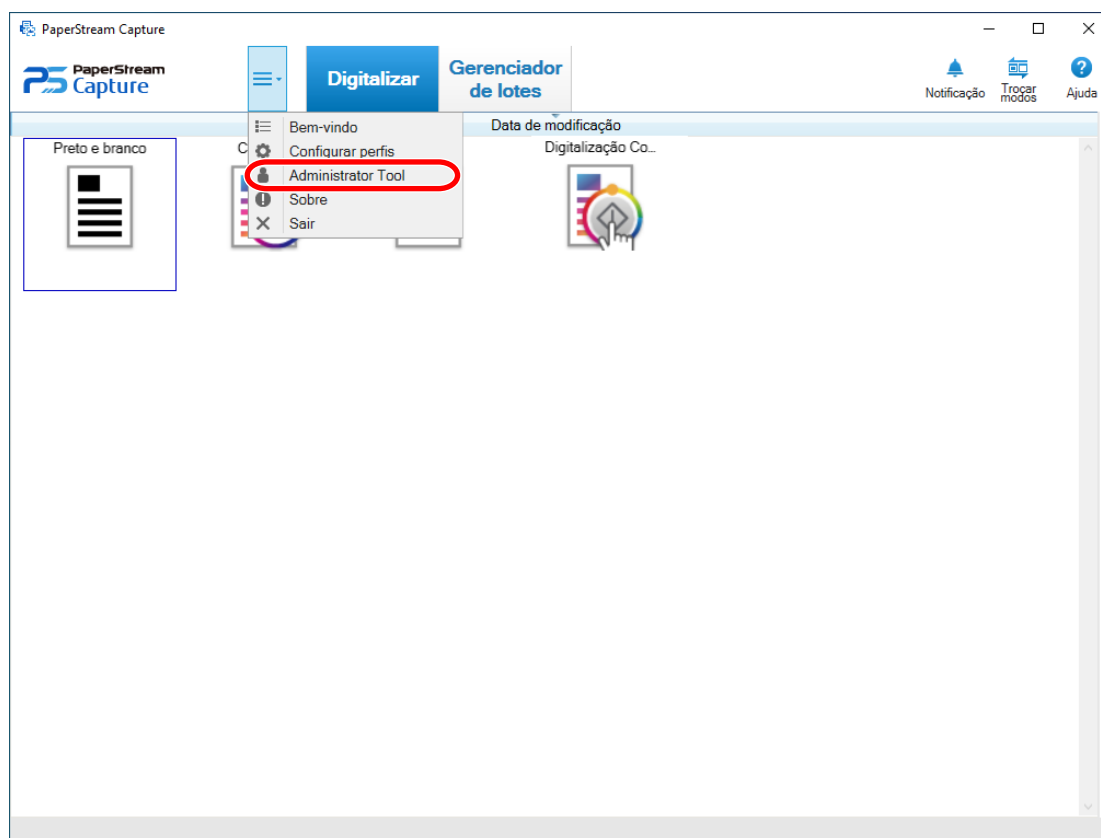 PaperStream Capture
PaperStream
Capture
Digitalizar
Gerenciador
de lotes
Notificação
Troçar
modos
Ajuda
Data de modificação
Bem-vindo
Configurar perfis
Administrator Tool
Sobre
Sair
Preto e branco
C
Digitalização Co...